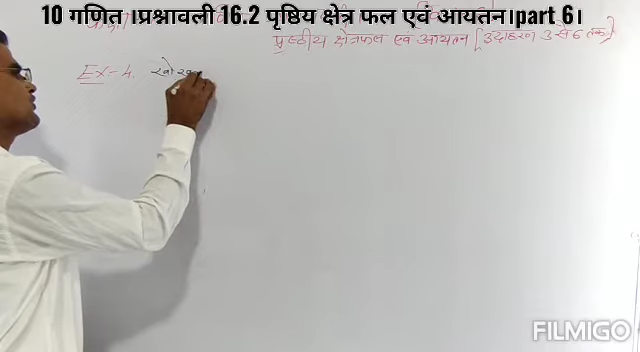 10 गणित ।प्रश्नावली 16.2 पृष्ठिय क्षेत्र फल एवं आयतन।part 6।
पृष्ठीय क्षेत्रफल एवं आयतन [उदाहरण 3 से 6 तक]
Ex-4. खोख
FILMIGO